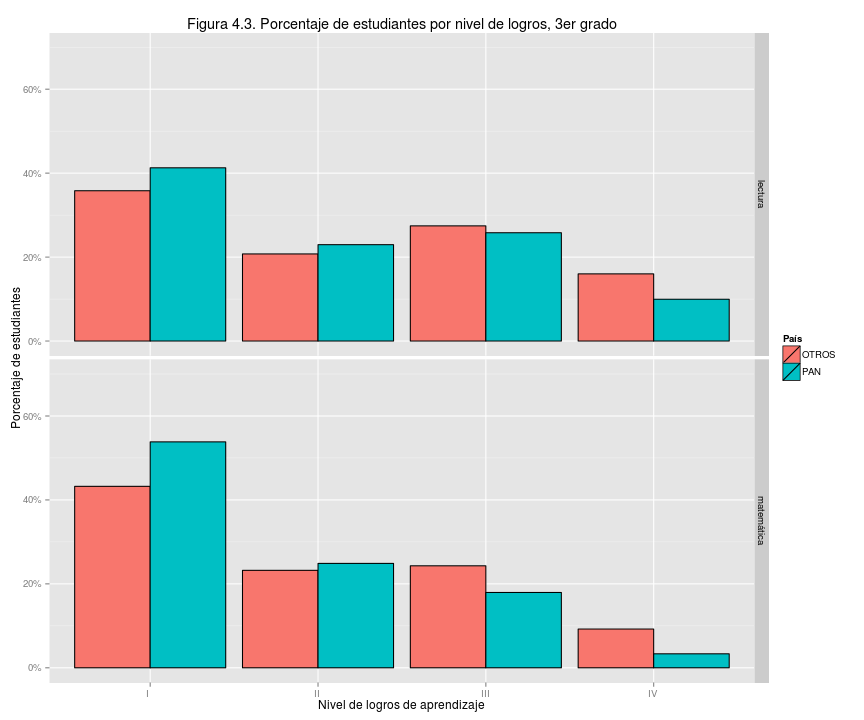 Figura 4.3. Porcentaje de estudiantes por nivel de logros, 3er grado
Porcentaje de estudiantes
60%
40%
20%
0%
lectura
60%
40%
20%
0%
matemática
I
II
III
IV
Nivel de logros de aprendizaje
País
OTROS
PAN